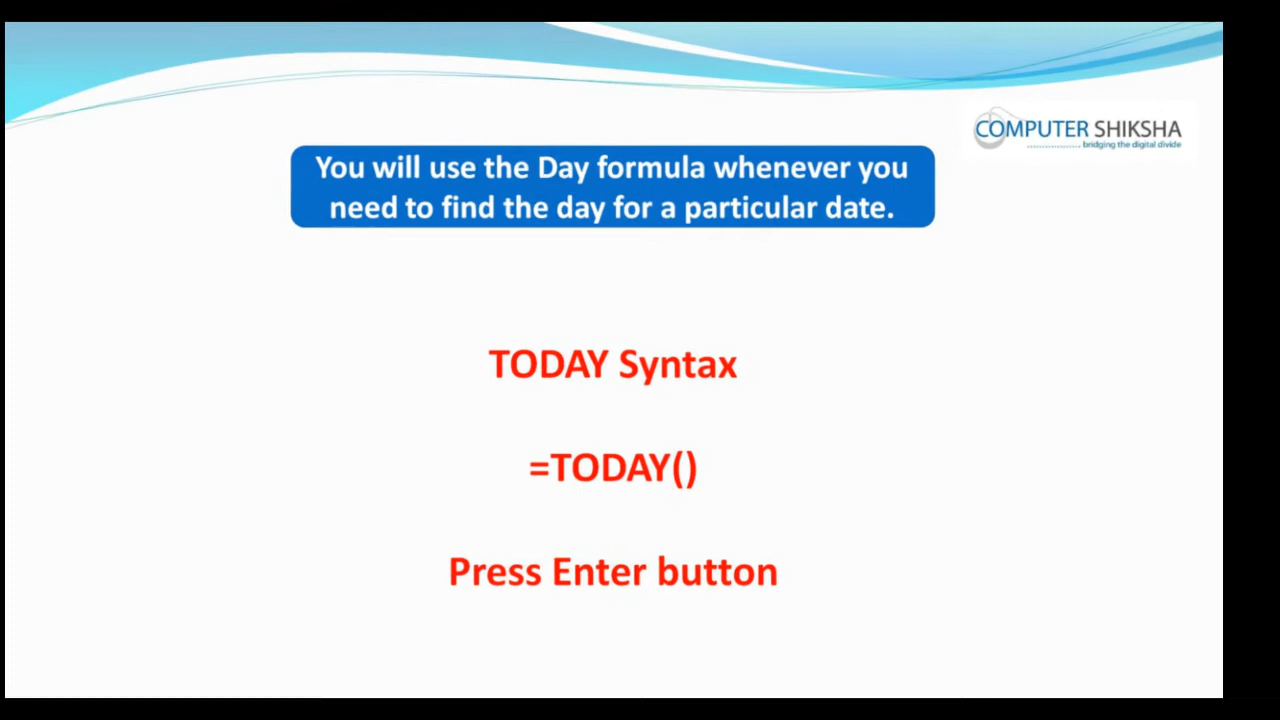 COMPUTER SHIKSHA
bridging the digital divide
You will use the Day formula whenever you
need to find the day for a particular date.
TODAY Syntax
=TODAY()
Press Enter button